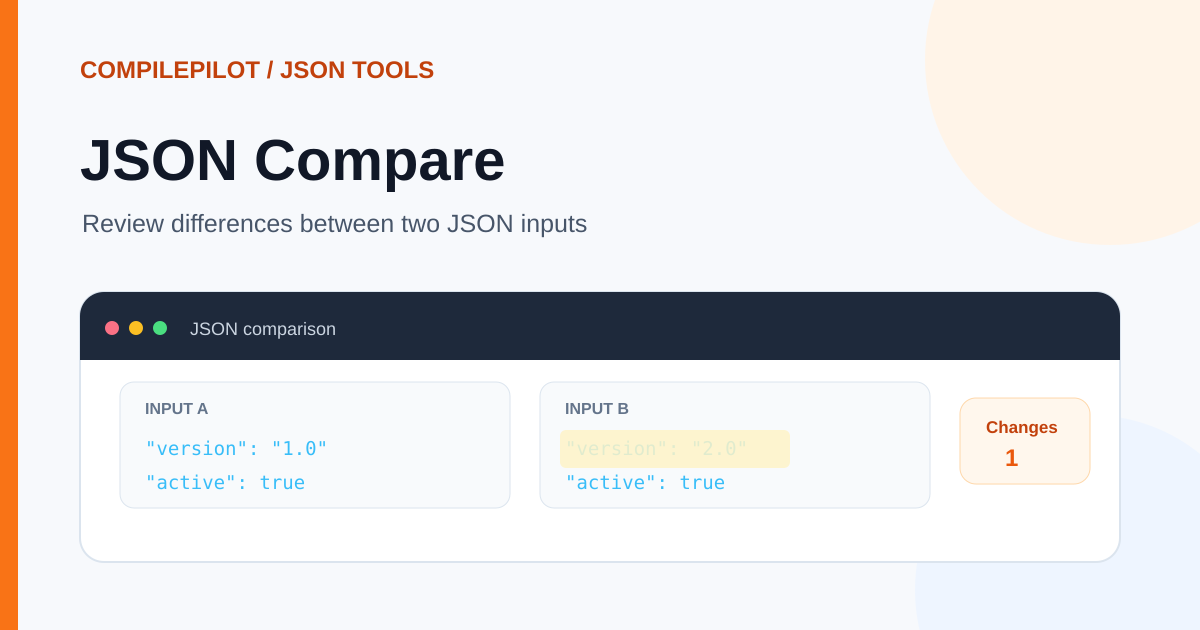 COMPILEPILOT / JSON TOOLS
JSON Compare
Review differences between two JSON inputs
JSON comparison
INPUT A
"version": "1.0"
"active": true
INPUT B
"version": "2.0"
"active": true
Changes
1